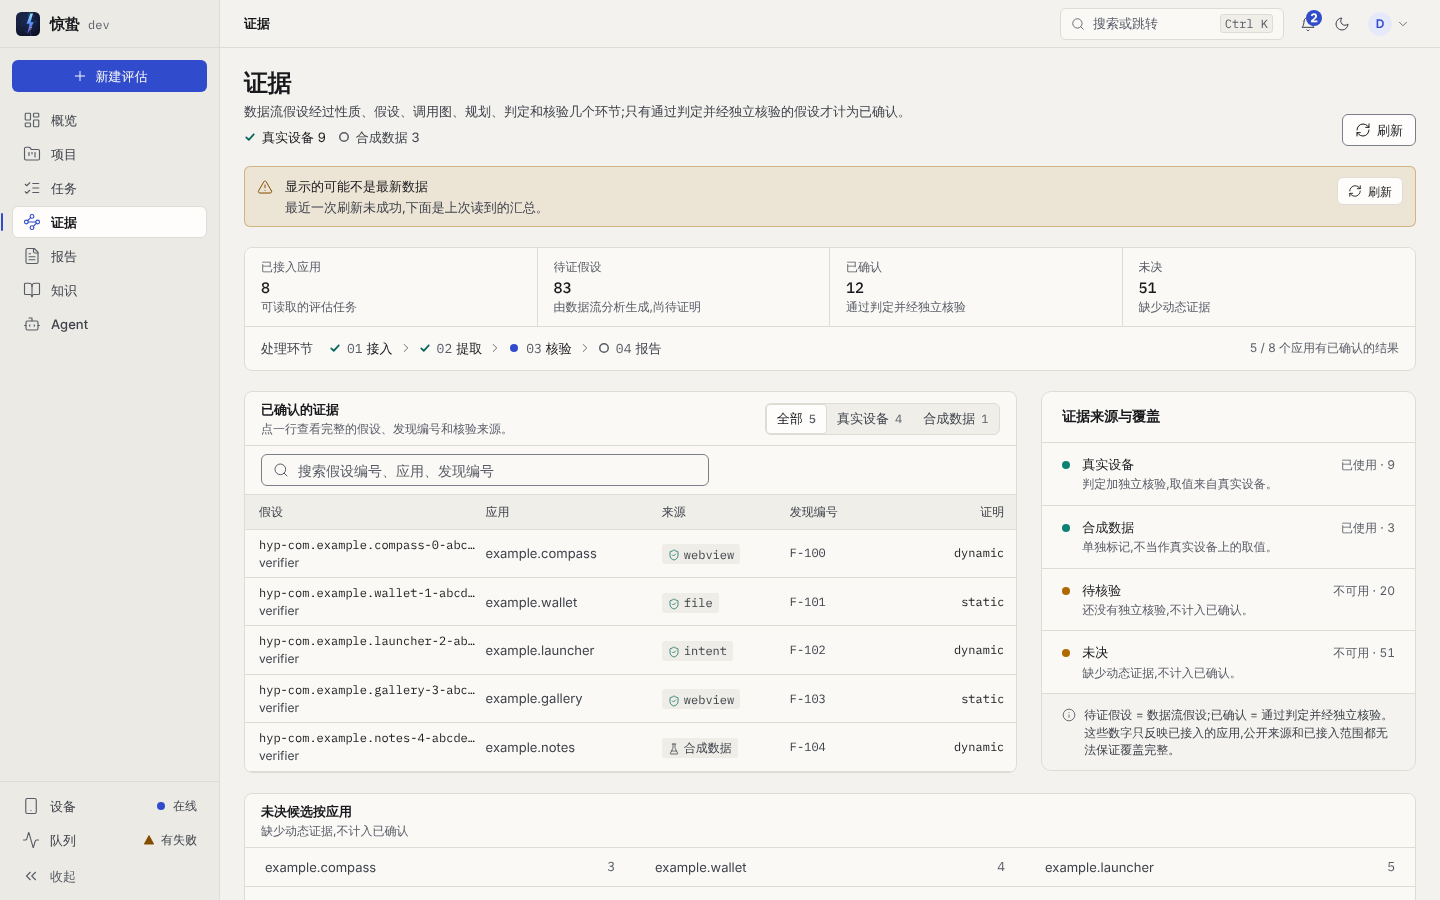 惊蛰 dev
证据
搜索或跳转 Ctrl K
2
D
新建评估
概览
项目
任务
证据
报告
知识
Agent
设备 在线
队列 有失败
收起
证据
数据流假设经过性质、假设、调用图、规划、判定和核验几个环节;只有通过判定并经独立核验的假设才计为已确认。
真实设备 9 合成数据 3
刷新
显示的可能不是最新数据
最近一次刷新未成功,下面是上次读到的汇总。
刷新
已接入应用
8
可读取的评估任务
待证假设
83
由数据流分析生成,尚待证明
已确认
12
通过判定并经独立核验
未决
51
缺少动态证据
处理环节 01 接入 02 提取 03 核验 04 报告
5 / 8 个应用有已确认的结果
已确认的证据
点一行查看完整的假设、发现编号和核验来源。
全部 5 真实设备 4 合成数据 1
搜索假设编号、应用、发现编号
假设 应用 来源 发现编号 证明
hyp-com.example.compass-0-abc…
verifier
example.compass webview F-100 dynamic
hyp-com.example.wallet-1-abcd…
verifier
example.wallet file F-101 static
hyp-com.example.launcher-2-ab…
verifier
example.launcher intent F-102 dynamic
hyp-com.example.gallery-3-abc…
verifier
example.gallery webview F-103 static
hyp-com.example.notes-4-abcde…
verifier
example.notes 合成数据 F-104 dynamic
证据来源与覆盖
真实设备 已使用 · 9
判定加独立核验,取值来自真实设备。
合成数据 已使用 · 3
单独标记,不当作真实设备上的取值。
待核验 不可用 · 20
还没有独立核验,不计入已确认。
未决 不可用 · 51
缺少动态证据,不计入已确认。
待证假设 = 数据流假设;已确认 = 通过判定并经独立核验。
这些数字只反映已接入的应用,公开来源和已接入范围都无
法保证覆盖完整。
未决候选按应用
缺少动态证据,不计入已确认
example.compass 3 example.wallet 4 example.launcher 5